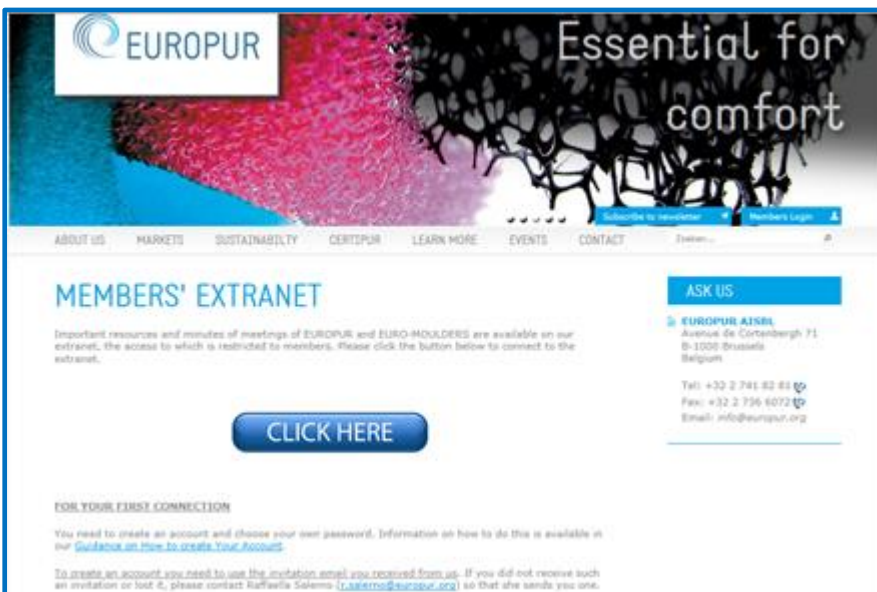 EUROPUR
Essential for
comfort
Subscribe to newsletter
Members Login
ABOUT US MARKETS SUSTAINABILTY CERTIPUR LEARN MORE EVENTS CONTACT Zoeken...
MEMBERS' EXTRANET
Important resources and minutes of meetings of EUROPUR and EURO-MOULDERS are available on our
extranet, the access to which is restricted to members. Please click the button below to connect to the
extranet.
CLICK HERE
FOR YOUR FIRST CONNECTION
You need to create an account and choose your own password. Information on how to do this is available in
our Guidance on How to create Your Account.
To create an account you need to use the invitation email you received from us. If you did not receive such
an invitation or lost it, please contact Raffaella Salerno (r.salerno@europur.org) so that she sends you one.
ASK US
EUROPUR AISBL
Avenue de Cortenbergh 71
B-1000 Brussels
Belgium
Tel: +32 2 741 82 81
Fax: +32 2 736 6072
Email: info@europur.org